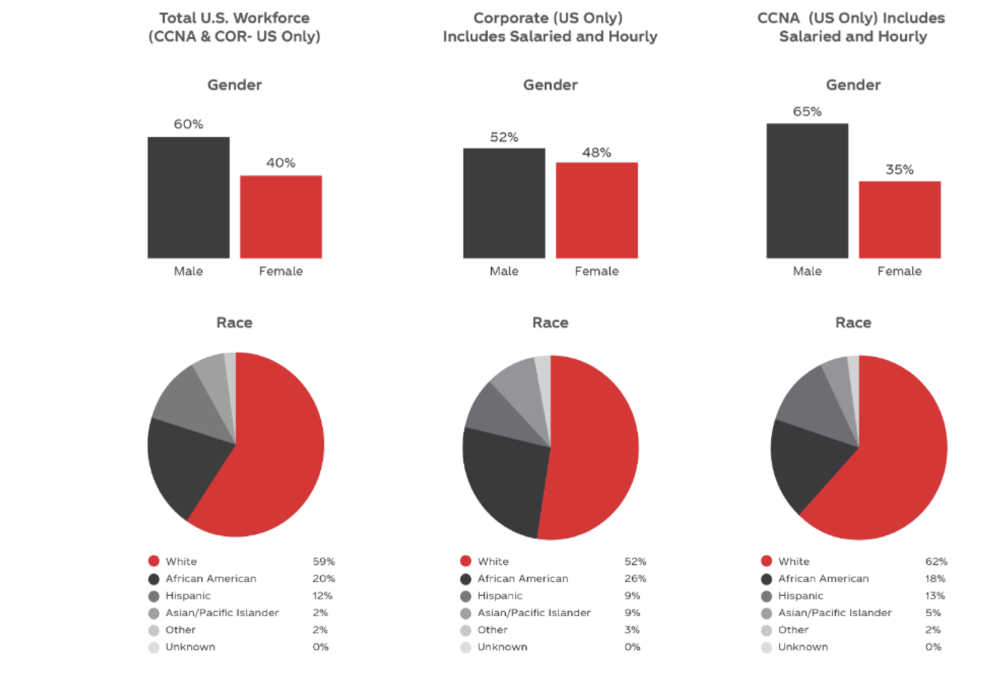 Total U.S. Workforce
(CCNA & COR- US Only)
Gender
60%
40%
Male
Female
Race
White 59%
African American 20%
Hispanic 12%
Asian/Pacific Islander 2%
Other 2%
Unknown 0%
Corporate (US Only)
Includes Salaried and Hourly
Gender
52%
48%
Male
Female
Race
White 52%
African American 26%
Hispanic 9%
Asian/Pacific Islander 9%
Other 3%
Unknown 0%
CCNA (US Only) Includes
Salaried and Hourly
Gender
65%
35%
Male
Female
Race
White 62%
African American 18%
Hispanic 13%
Asian/Pacific Islander 5%
Other 2%
Unknown 0%